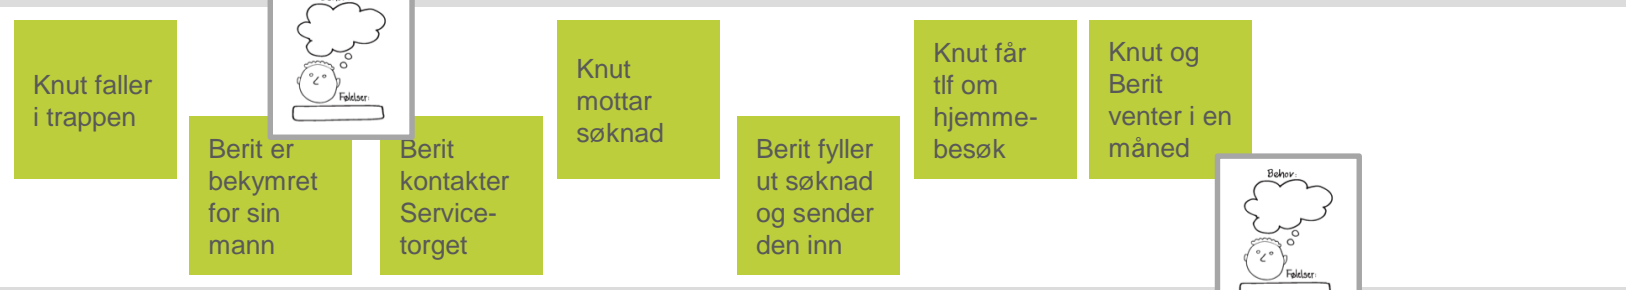 Knut faller
i trappen
Berit er
bekymret
for sin
mann
Følelser:
Berit
kontakter
Service-
torget
Knut
mottar
søknad
Berit fyller
ut søknad
og sender
den inn
Knut får
tlf om
hjemme-
besøk
Knut og
Berit
venter i en
måned
Behov:
Følelser: